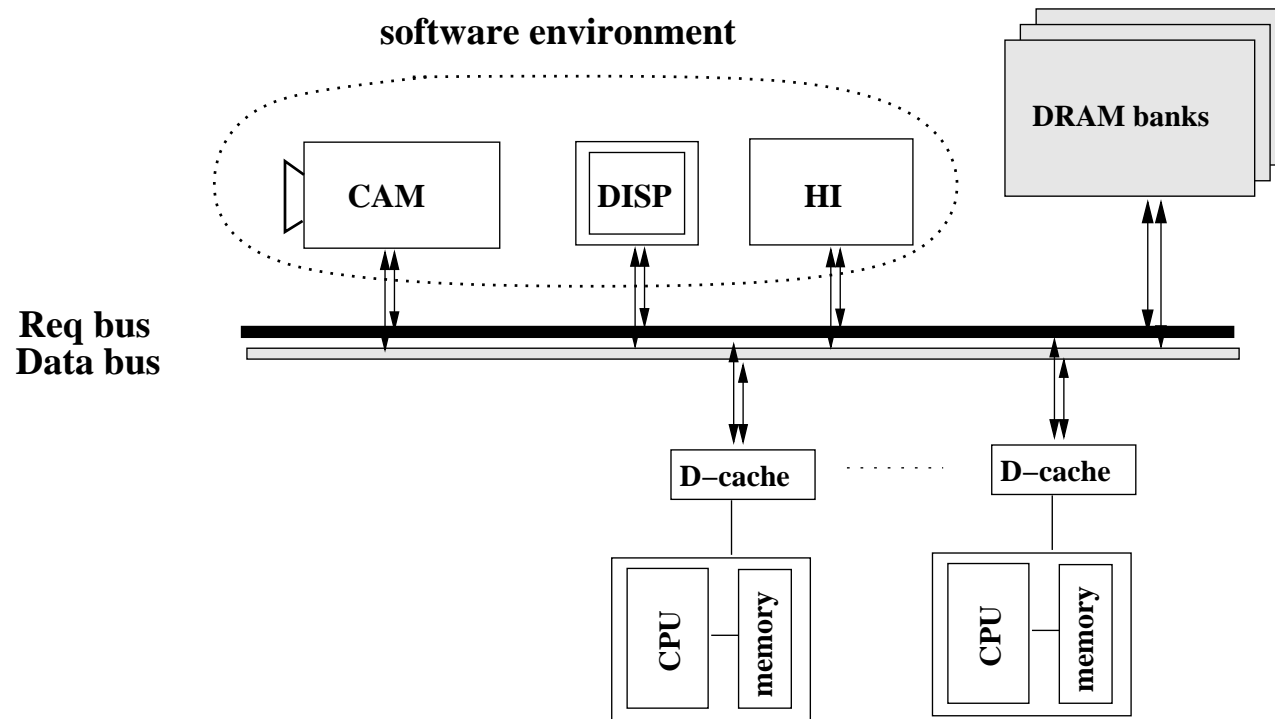 software environment
DRAM banks
CAM
DISP
HI
Req bus
Data bus
D–cache
D–cache
CPU
memory
CPU
memory